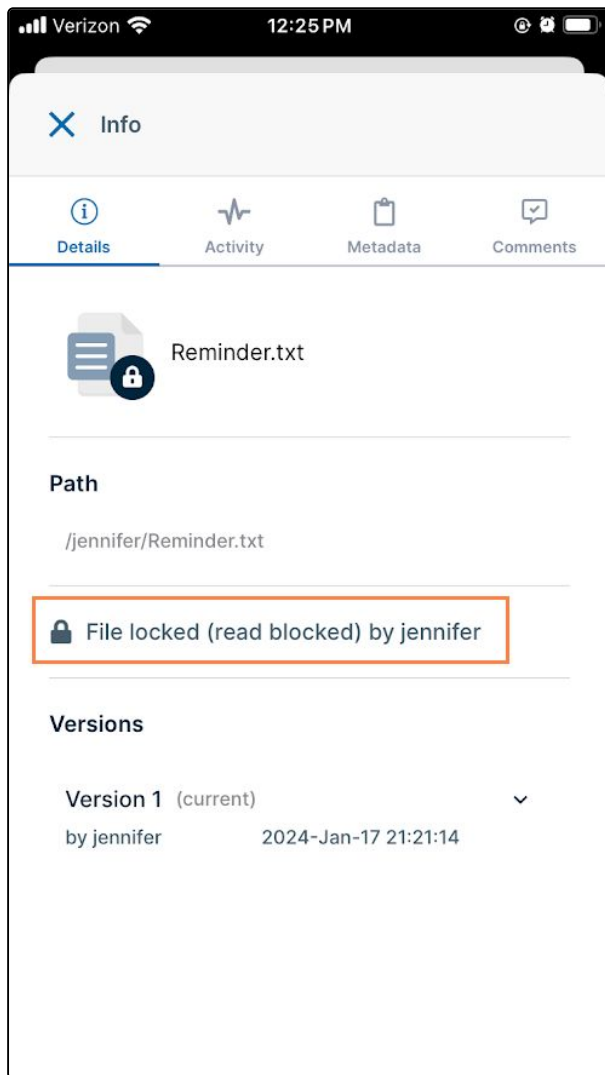 Verizon 12:25 PM
Info
Details Activity Metadata Comments
Reminder.txt
Path
/jennifer/Reminder.txt
File locked (read blocked) by jennifer
Versions
Version 1 (current)
by jennifer 2024-Jan-17 21:21:14